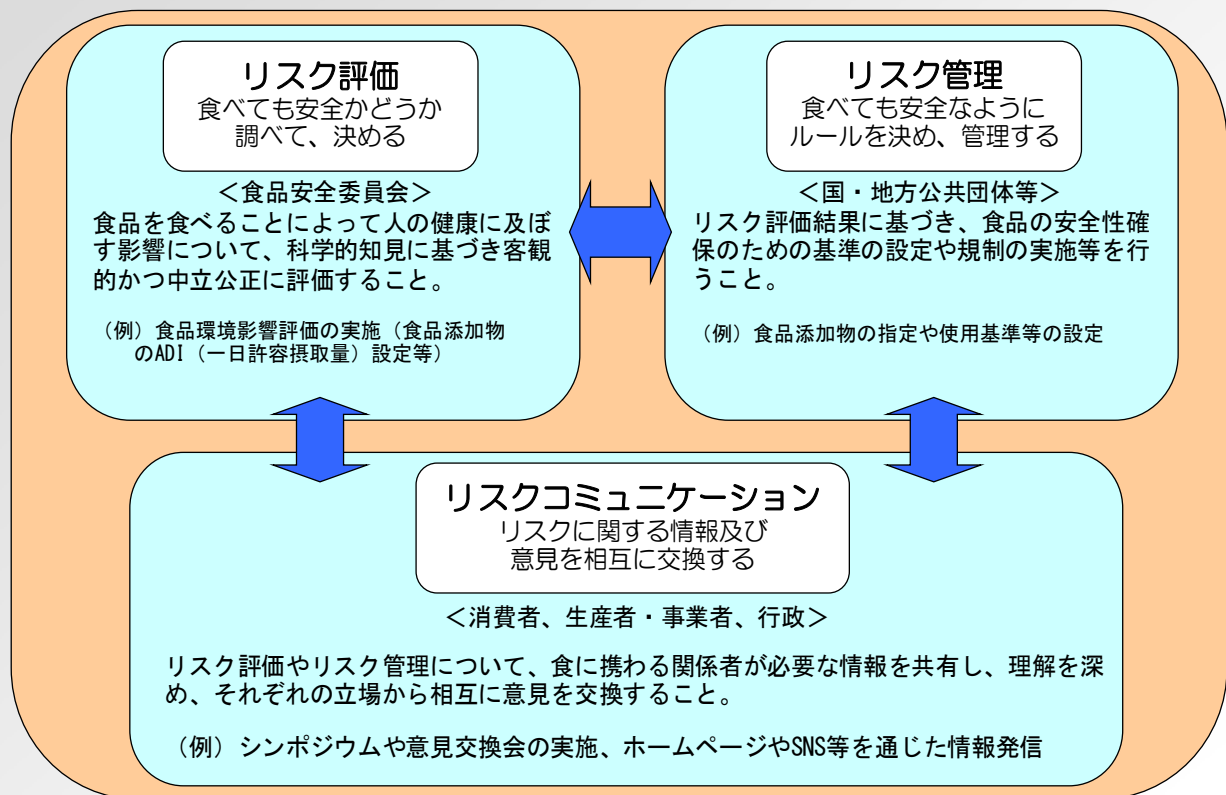 リスク評価
食べても安全かどうか
調べて、決める
＜食品安全委員会＞
食品を食べることによって人の健康に及ぼ
す影響について、科学的知見に基づき客観
的かつ中立公正に評価すること。
（例）食品環境影響評価の実施（食品添加物
のADI（一日許容摂取量）設定等）
リスク管理
食べても安全なように
ルールを決め、管理する
＜国・地方公共団体等＞
リスク評価結果に基づき、食品の安全性確
保のための基準の設定や規制の実施等を行
うこと。
（例）食品添加物の指定や使用基準等の設定
リスクコミュニケーション
リスクに関する情報及び
意見を相互に交換する
＜消費者、生産者・事業者、行政＞
リスク評価やリスク管理について、食に携わる関係者が必要な情報を共有し、理解を深
め、それぞれの立場から相互に意見を交換すること。
（例）シンポジウムや意見交換会の実施、ホームページやSNS等を通じた情報発信